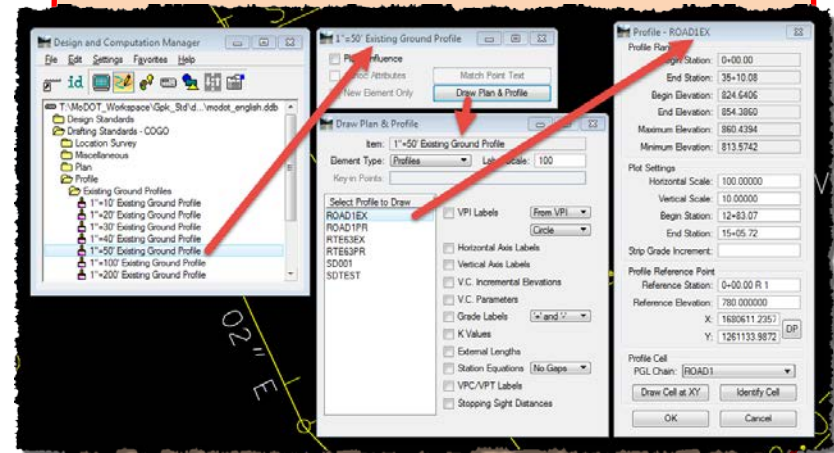 Design and Computation Manager
File Edit Settings Favorites Help
id
T:\MoDOT_Workspace\Gpk_Std\d...\modot_english.ddb
Design Standards
Drafting Standards - COGO
Location Survey
Miscellaneous
Plan
Profile
Existing Ground Profiles
1"=10' Existing Ground Profile
1"=20' Existing Ground Profile
1"=30' Existing Ground Profile
1"=40' Existing Ground Profile
1"=50' Existing Ground Profile
1"=100' Existing Ground Profile
1"=200' Existing Ground Profile
1"=50' Existing Ground Profile
Influence
Attributes
Match Point Text
New Element Only
Draw Plan & Profile
Draw Plan & Profile
Item: 1"=50' Existing Ground Profile
Element Type: Profiles
Label Scale: 100
Key in Points:
Select Profile to Draw
ROAD1EX
ROAD1PR
RTE63EX
RTE63PR
SD001
SDTEST
VPI Labels From VPI
Circle
Horizontal Axis Labels
Vertical Axis Labels
V.C. Incremental Elevations
V.C. Parameters
Grade Labels '+' and '-'
K Values
External Lengths
Station Equations No Gaps
VPC/VPT Labels
Stopping Sight Distances
Profile - ROAD1EX
Profile Range
Begin Station: 0+00.00
End Station: 35+10.08
Begin Elevation: 824.6406
End Elevation: 854.3860
Maximum Elevation: 860.4394
Minimum Elevation: 813.5742
Plot Settings
Horizontal Scale: 100.00000
Vertical Scale: 10.00000
Begin Station: 12+83.07
End Station: 15+05.72
Strip Grade Increment:
Profile Reference Point
Reference Station: 0+00.00 R 1
Reference Elevation: 780.000000
X: 1680611.2357
Y: 1261133.9872
DP
Profile Cell
PGL Chain: ROAD1
Draw Cell at XY
Identify Cell
OK
Cancel
02" E